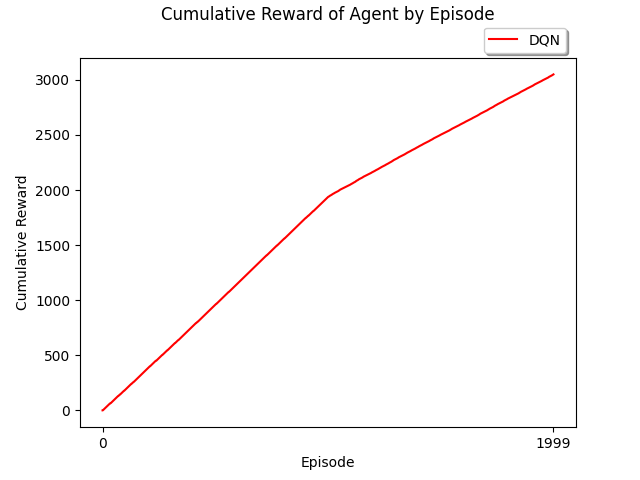 Cumulative Reward of Agent by Episode
DQN
3000
2500
2000
1500
1000
500
0
Cumulative Reward
0 1999
Episode